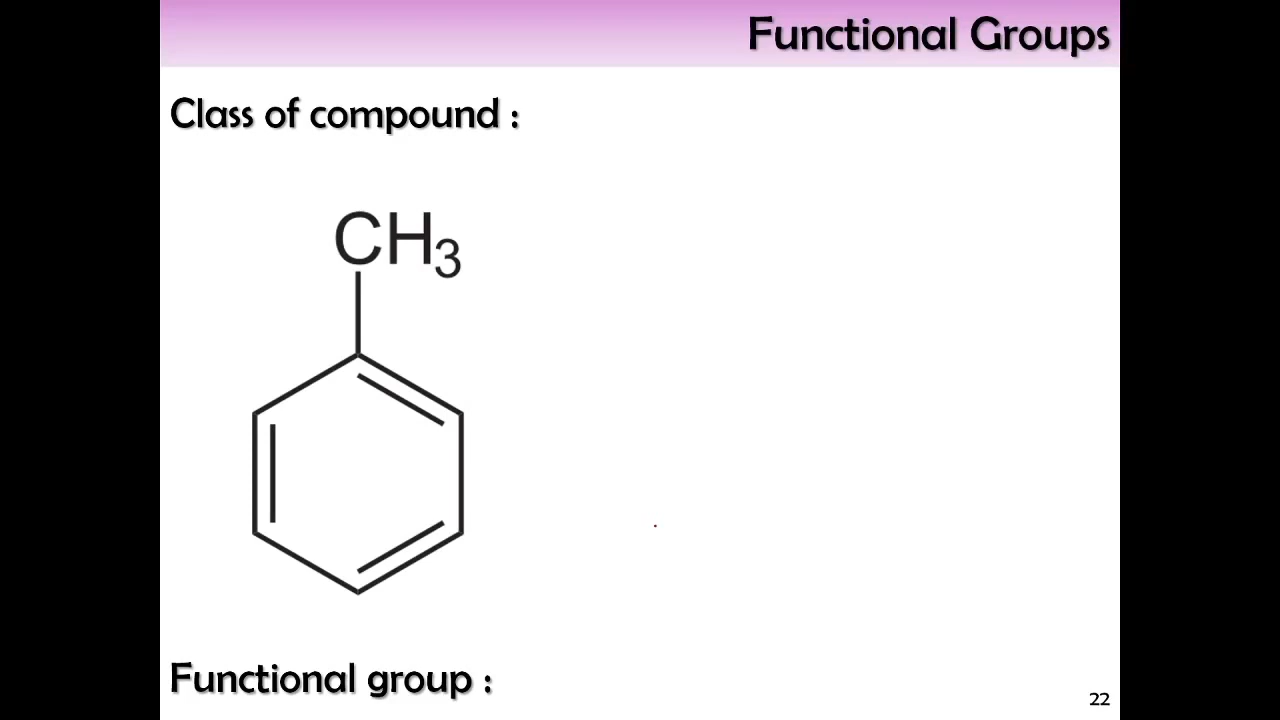 Functional Groups
Class of compound :
CH3
Functional group :
22